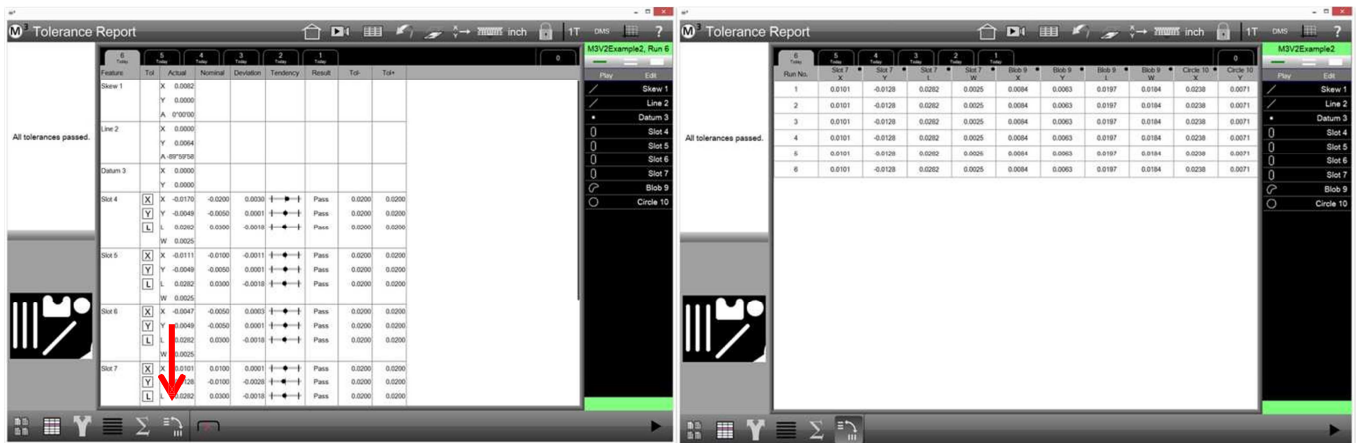 M³ Tolerance Report
inch 1T DMS ?
6 Today 5 Today 4 Today 3 Today 2 Today 1 Today 0
M3V2Example2, Run 6
Play Edit
Feature Tol Actual Nominal Deviation Tendency Result Tol- Tol+
Skew 1 X 0.0082
Y 0.0000
A 0°00'00
Line 2 X 0.0000
Y 0.0064
A -89°59'58
Datum 3 X 0.0000
Y 0.0000
Slot 4 X X -0.0170 -0.0200 0.0030 Pass 0.0200 0.0200
Y Y -0.0049 -0.0050 0.0001 Pass 0.0200 0.0200
L L 0.0282 0.0300 -0.0018 Pass 0.0200 0.0200
W 0.0025
Slot 5 X X -0.0111 -0.0100 -0.0011 Pass 0.0200 0.0200
Y Y -0.0049 -0.0050 0.0001 Pass 0.0200 0.0200
L L 0.0282 0.0300 -0.0018 Pass 0.0200 0.0200
W 0.0025
Slot 6 X X -0.0047 -0.0050 0.0003 Pass 0.0200 0.0200
Y Y 0.0049 -0.0050 0.0001 Pass 0.0200 0.0200
L L 0.0282 0.0300 -0.0018 Pass 0.0200 0.0200
W 0.0025
Slot 7 X X 0.0101 0.0100 0.0001 Pass 0.0200 0.0200
Y 128 -0.0100 -0.0028 Pass 0.0200 0.0200
L L 0.0282 0.0300 -0.0018 Pass 0.0200 0.0200
All tolerances passed.
Skew 1
Line 2
Datum 3
Slot 4
Slot 5
Slot 6
Slot 7
Blob 9
Circle 10
M³ Tolerance Report
inch 1T DMS ?
6 Today 5 Today 4 Today 3 Today 2 Today 1 Today 0
M3V2Example2
Play Edit
Run No. Slot 7 X Slot 7 Y Slot 7 L Slot 7 W Blob 9 X Blob 9 Y Blob 9 L Blob 9 W Circle 10 X Circle 10 Y
1 0.0101 -0.0128 0.0282 0.0025 0.0084 0.0063 0.0197 0.0184 0.0238 0.0071
2 0.0101 -0.0128 0.0282 0.0025 0.0084 0.0063 0.0197 0.0184 0.0238 0.0071
3 0.0101 -0.0128 0.0282 0.0025 0.0084 0.0063 0.0197 0.0184 0.0238 0.0071
4 0.0101 -0.0128 0.0282 0.0025 0.0084 0.0063 0.0197 0.0184 0.0238 0.0071
5 0.0101 -0.0128 0.0282 0.0025 0.0084 0.0063 0.0197 0.0184 0.0238 0.0071
6 0.0101 -0.0128 0.0282 0.0025 0.0084 0.0063 0.0197 0.0184 0.0238 0.0071
All tolerances passed.
Skew 1
Line 2
Datum 3
Slot 4
Slot 5
Slot 6
Slot 7
Blob 9
Circle 10